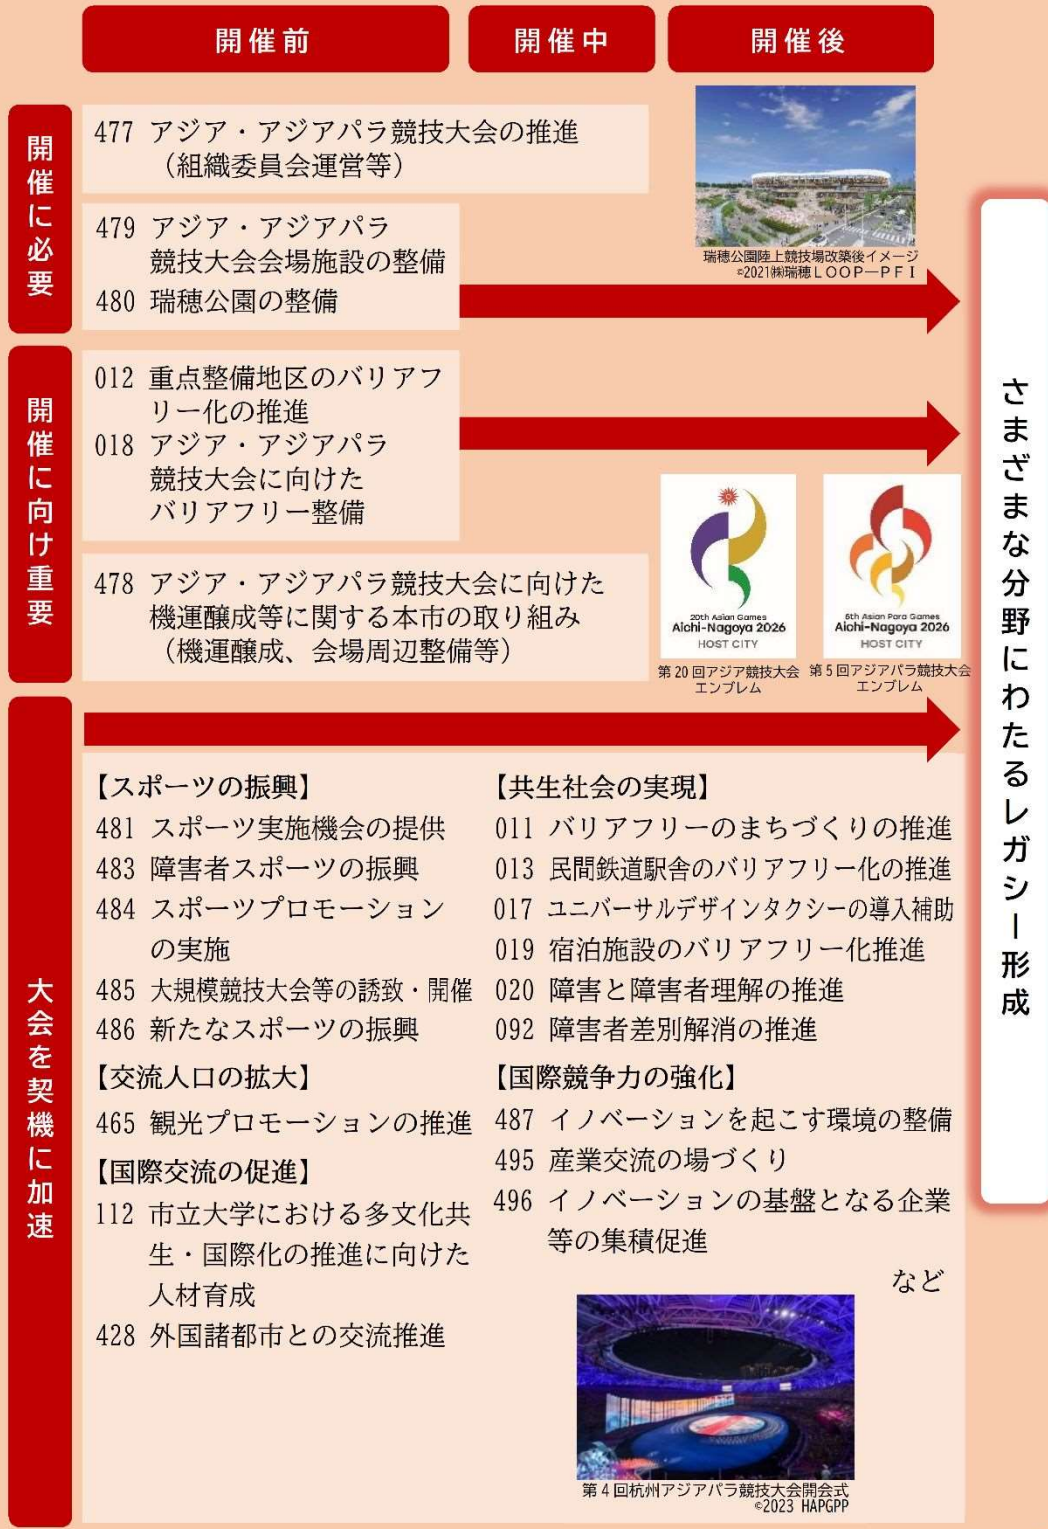 開催前
開催中
開催後
開催に必要
477 アジア・アジアパラ競技大会の推進
（組織委員会運営等）
479 アジア・アジアパラ
競技大会会場施設の整備
480 瑞穂公園の整備
瑞穂公園陸上競技場改築後イメージ
©2021㈱瑞穂LOOP―PFI
開催に向け重要
012 重点整備地区のバリアフ
リー化の推進
018 アジア・アジアパラ
競技大会に向けた
バリアフリー整備
478 アジア・アジアパラ競技大会に向けた
機運醸成等に関する本市の取り組み
（機運醸成、会場周辺整備等）
20th Asian Games
Aichi-Nagoya 2026
HOST CITY
第20回アジア競技大会
エンブレム
5th Asian Para Games
Aichi-Nagoya 2026
HOST CITY
第5回アジアパラ競技大会
エンブレム
大会を契機に加速
【スポーツの振興】
481 スポーツ実施機会の提供
483 障害者スポーツの振興
484 スポーツプロモーション
の実施
485 大規模競技大会等の誘致・開催
486 新たなスポーツの振興
【交流人口の拡大】
465 観光プロモーションの推進
【国際交流の促進】
112 市立大学における多文化共
生・国際化の推進に向けた
人材育成
428 外国諸都市との交流推進
【共生社会の実現】
011 バリアフリーのまちづくりの推進
013 民間鉄道駅舎のバリアフリー化の推進
017 ユニバーサルデザインタクシーの導入補助
019 宿泊施設のバリアフリー化推進
020 障害と障害者理解の推進
092 障害者差別解消の推進
【国際競争力の強化】
487 イノベーションを起こす環境の整備
495 産業交流の場づくり
496 イノベーションの基盤となる企業
等の集積促進
など
第4回杭州アジアパラ競技大会開会式
©2023 HAPGPP
さまざまな分野にわたるレガシー形成